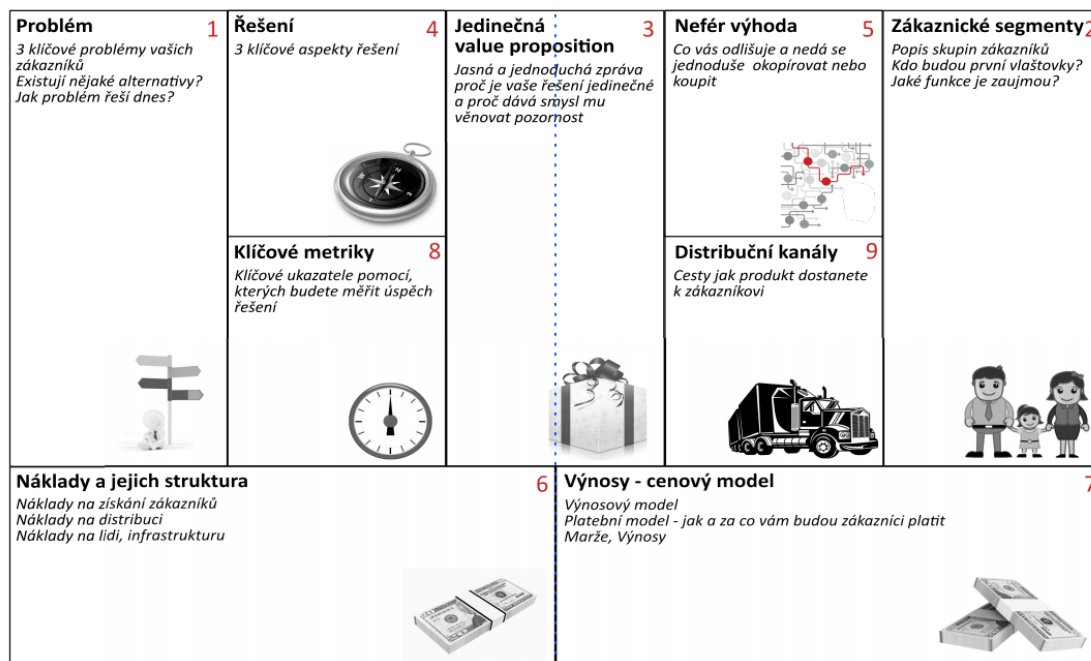 Problém
1
3 klíčové problémy vašich
zákazníků
Existují nějaké alternativy?
Jak problém řeší dnes?
Řešení
4
3 klíčové aspekty řešení
Jedinečná
value proposition
3
Jasná a jednoduchá zpráva
proč je vaše řešení jedinečné
a proč dává smysl mu
věnovat pozornost
Nefér výhoda
5
Co vás odlišuje a nedá se
jednoduše okopírovat nebo
koupit
Zákaznické segmenty
2
Popis skupin zákazníků
Kdo budou první vlaštovky?
Jaké funkce je zaujmou?
Klíčové metriky
8
Klíčové ukazatele pomocí,
kterých budete měřit úspěch
řešení
Distribuční kanály
9
Cesty jak produkt dostanete
k zákazníkovi
Náklady a jejich struktura
6
Náklady na získání zákazníků
Náklady na distribuci
Náklady na lidi, infrastrukturu
Výnosy - cenový model
7
Výnosový model
Platební model - jak a za co vám budou zákazníci platit
Marže, Výnosy